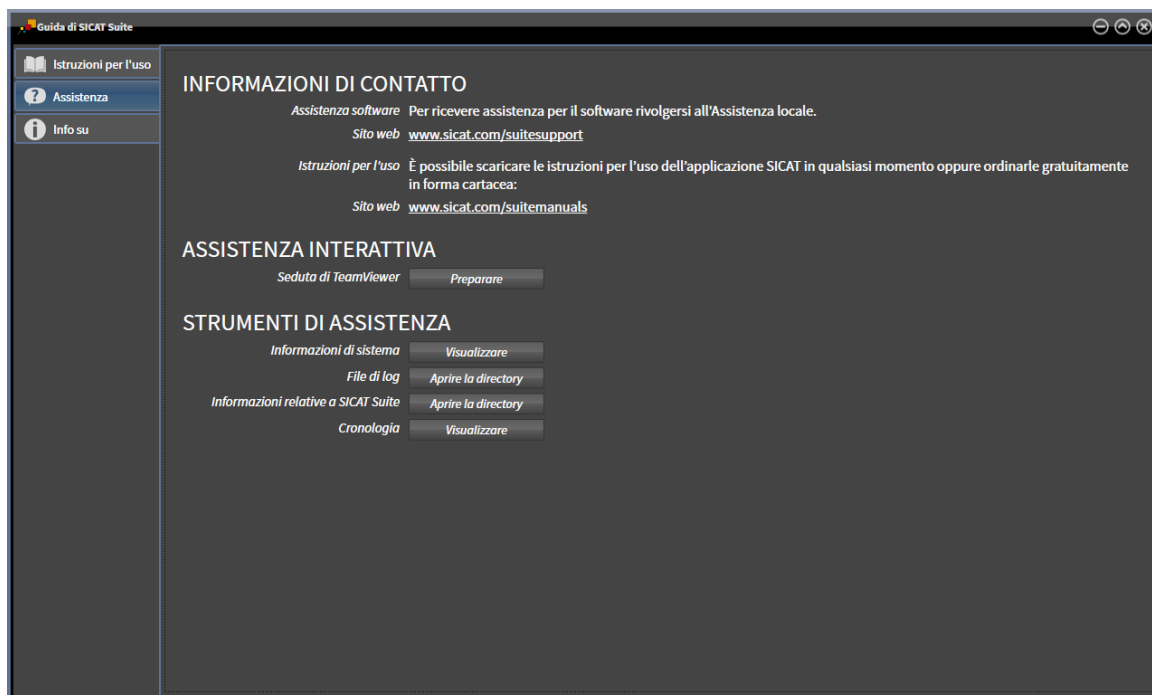 Guida di SICAT Suite
Istruzioni per l'uso
Assistenza
Info su
INFORMAZIONI DI CONTATTO
Assistenza software Per ricevere assistenza per il software rivolgersi all'Assistenza locale.
Sito web www.sicat.com/suitesupport
Istruzioni per l'uso È possibile scaricare le istruzioni per l'uso dell'applicazione SICAT in qualsiasi momento oppure ordinarle gratuitamente
in forma cartacea:
Sito web www.sicat.com/suitemanuals
ASSISTENZA INTERATTIVA
Seduta di TeamViewer Preparare
STRUMENTI DI ASSISTENZA
Informazioni di sistema Visualizzare
File di log Aprire la directory
Informazioni relative a SICAT Suite Aprire la directory
Cronologia Visualizzare